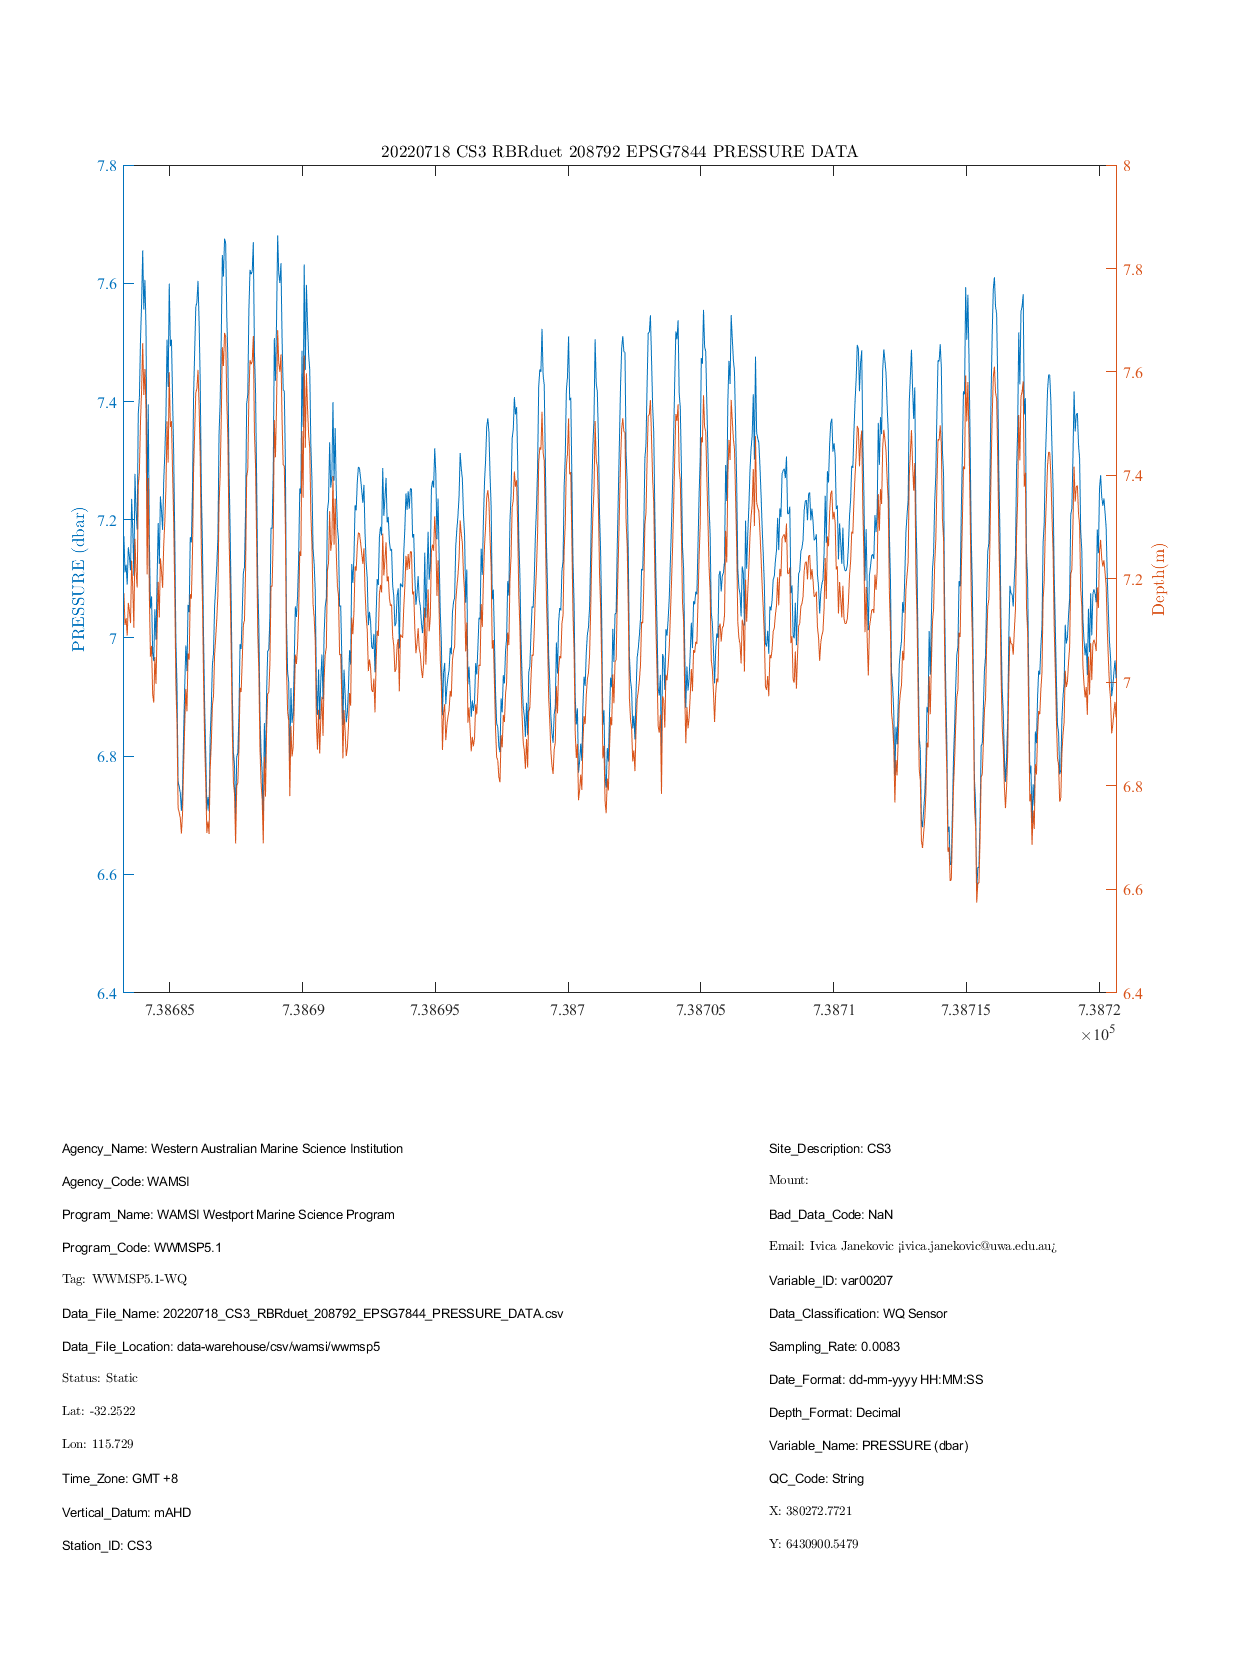 20220718 CS3 RBRduet 208792 EPSG7844 PRESSURE DATA
7.8
7.6
7.4
7.2
7
6.8
6.6
6.4
PRESSURE (dbar)
8
7.8
7.6
7.4
7.2
7
6.8
6.6
6.4
Depth(m)
7.38685 7.3869 7.38695 7.387 7.38705 7.3871 7.38715 7.3872
×10⁵
Agency_Name: Western Australian Marine Science Institution
Agency_Code: WAMSI
Program_Name: WAMSI Westport Marine Science Program
Program_Code: WWMSP5.1
Tag: WWMSP5.1-WQ
Data_File_Name: 20220718_CS3_RBRduet_208792_EPSG7844_PRESSURE_DATA.csv
Data_File_Location: data-warehouse/csv/wamsi/wwmsp5
Status: Static
Lat: -32.2522
Lon: 115.729
Time_Zone: GMT +8
Vertical_Datum: mAHD
Station_ID: CS3
Site_Description: CS3
Mount:
Bad_Data_Code: NaN
Email: Ivica Janekovic ¡ivica.janekovic@uwa.edu.au¿
Variable_ID: var00207
Data_Classification: WQ Sensor
Sampling_Rate: 0.0083
Date_Format: dd-mm-yyyy HH:MM:SS
Depth_Format: Decimal
Variable_Name: PRESSURE (dbar)
QC_Code: String
X: 380272.7721
Y: 6430900.5479